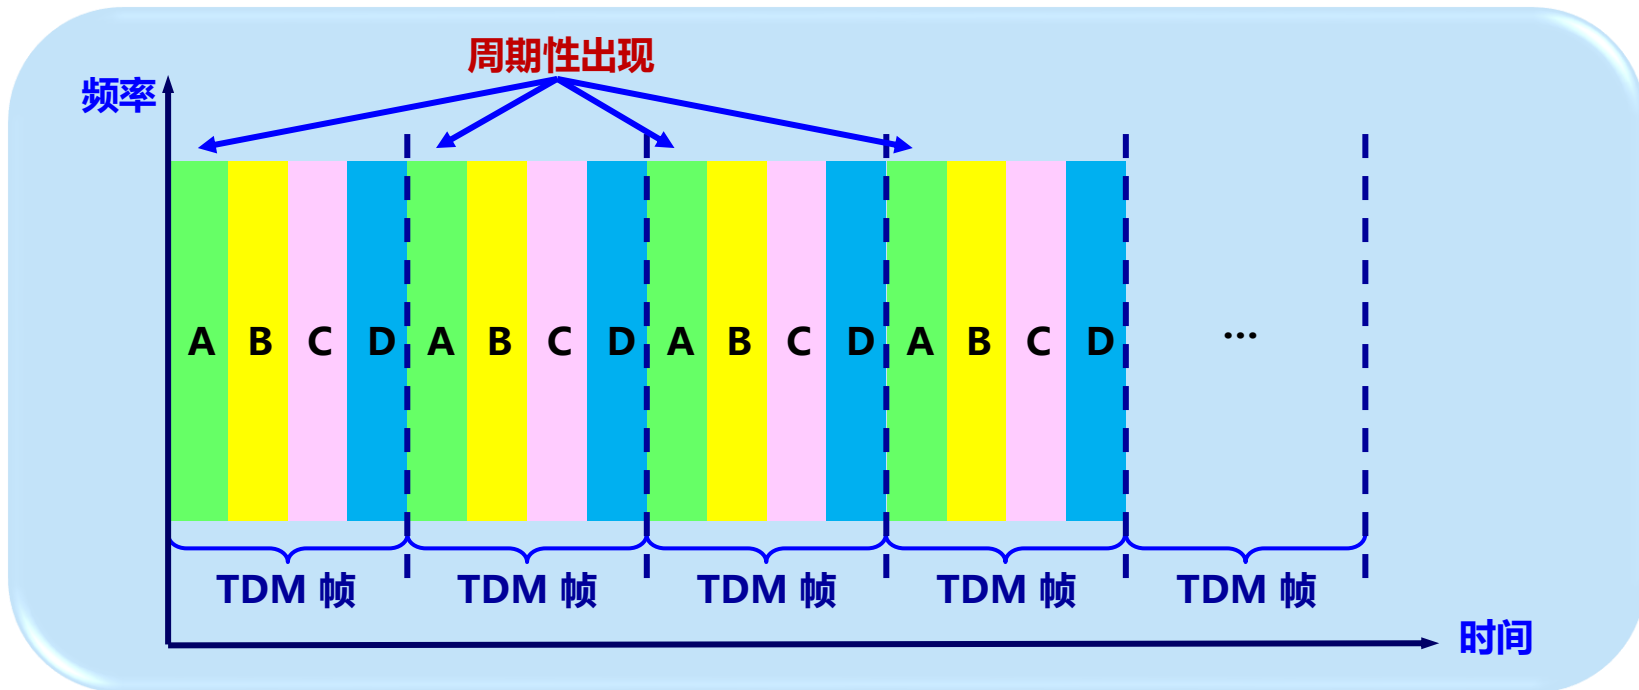 周期性出现
频率
A B C D A B C D A B C D A B C D ...
TDM 帧 TDM 帧 TDM 帧 TDM 帧 TDM 帧
时间